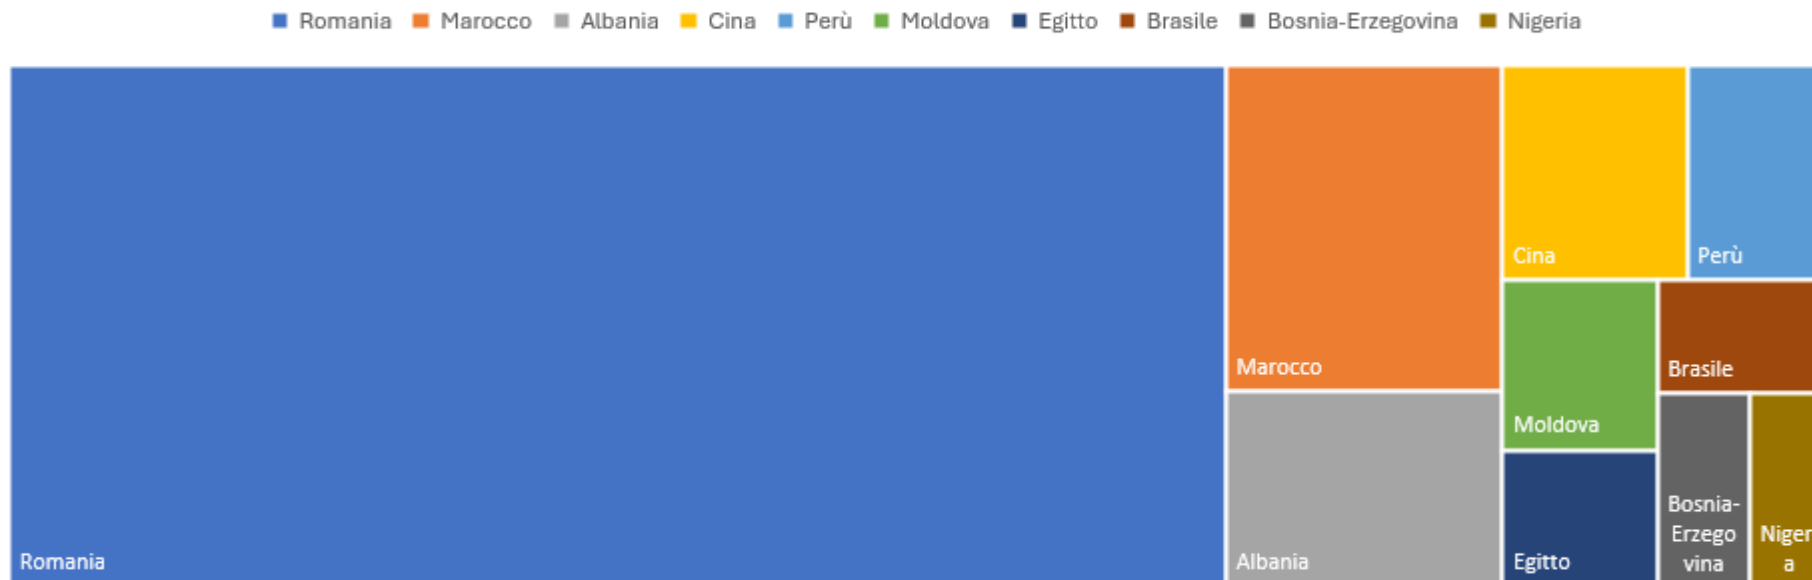 Romania Marocco Albania Cina Perù Moldova Egitto Brasile Bosnia-Erzegovina Nigeria
Cina
Perù
Marocco
Brasile
Moldova
Romania
Albania
Egitto
Bosnia-
Erzego
vina
Niger
a